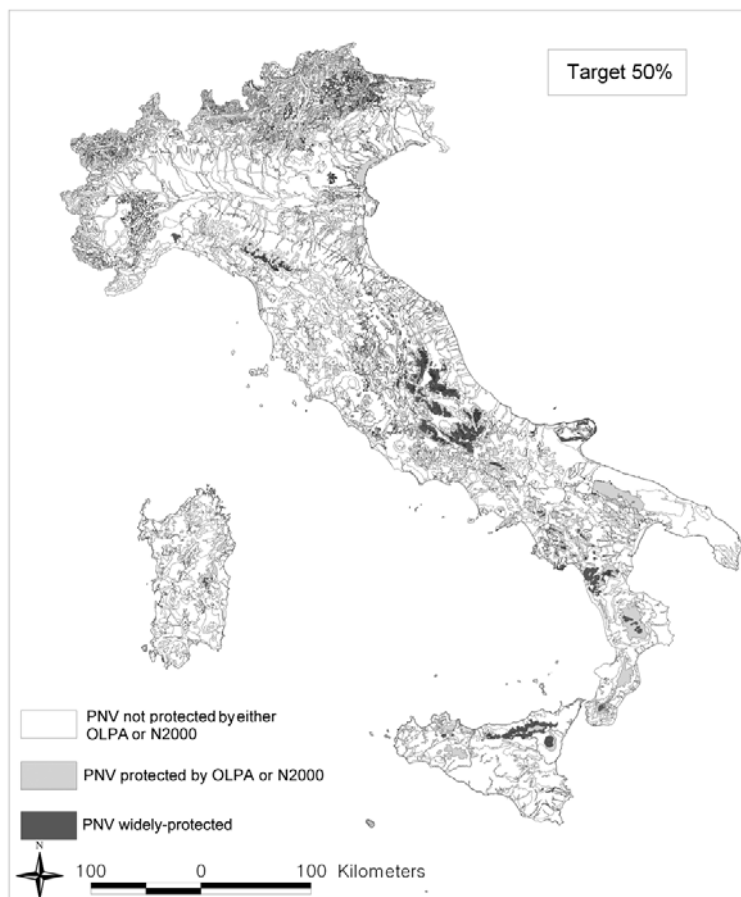 Target 50%
PNV not protected by either
OLPA or N2000
PNV protected by OLPA or N2000
PNV widely-protected
N
100 0 100 Kilometers